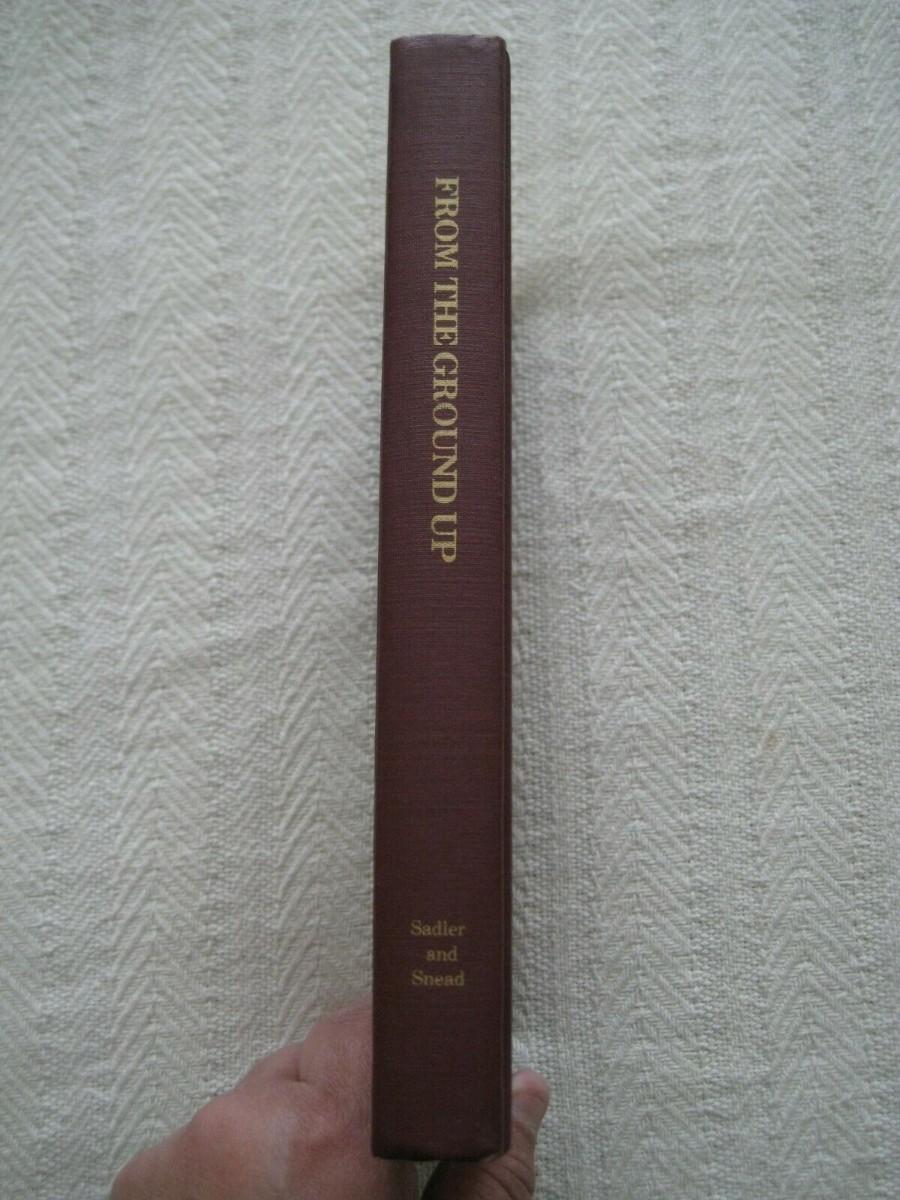 FROM THE GROUND UP
Sadler
and
Snead